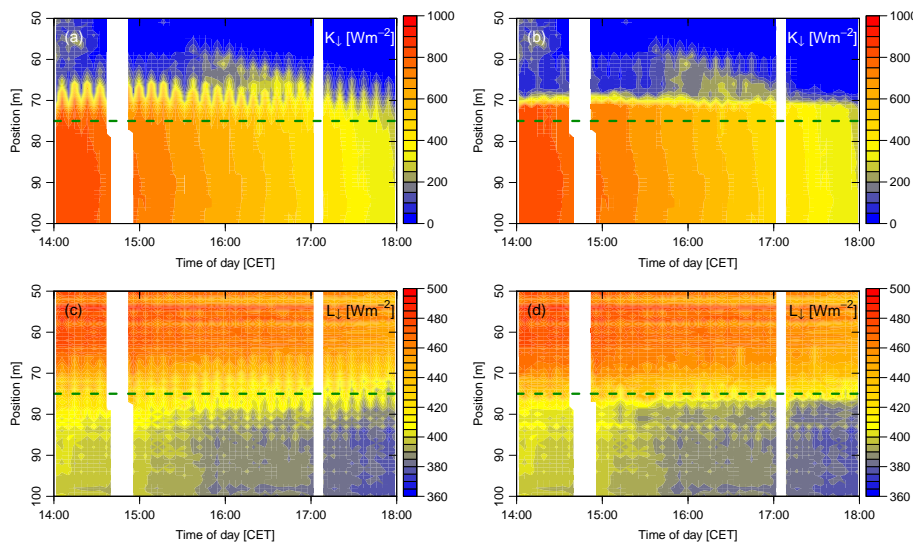 50
60
70
80
90
100
Position [m]
(a)
K↓ [Wm−2]
14:00 15:00 16:00 17:00 18:00
Time of day [CET]
1000
800
600
400
200
0
50
60
70
80
90
100
Position [m]
(b)
K↓ [Wm−2]
14:00 15:00 16:00 17:00 18:00
Time of day [CET]
1000
800
600
400
200
0
50
60
70
80
90
100
Position [m]
(c)
L↓ [Wm−2]
14:00 15:00 16:00 17:00 18:00
Time of day [CET]
500
480
460
440
420
400
380
360
50
60
70
80
90
100
Position [m]
(d)
L↓ [Wm−2]
14:00 15:00 16:00 17:00 18:00
Time of day [CET]
500
480
460
440
420
400
380
360